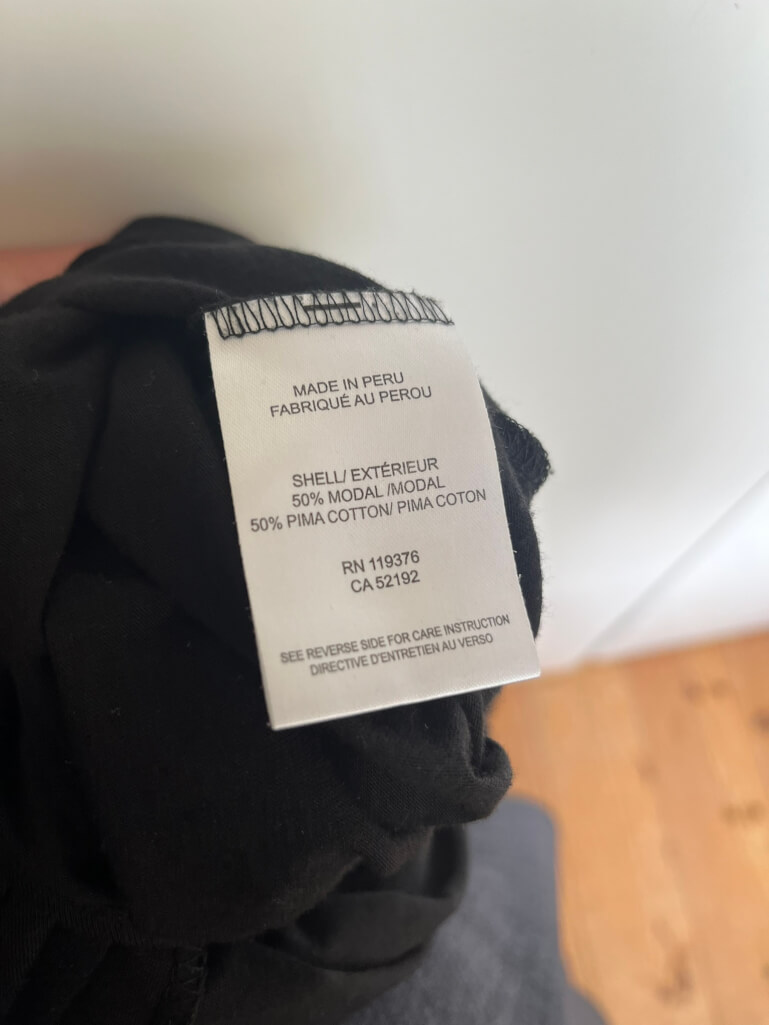 MADE IN PERU
FABRIQUÉ AU PEROU
SHELL/ EXTÉRIEUR
50% MODAL /MODAL
50% PIMA COTTON/ PIMA COTON
RN 119376
CA 52192
SEE REVERSE SIDE FOR CARE INSTRUCTION
DIRECTIVE D'ENTRETIEN AU VERSO